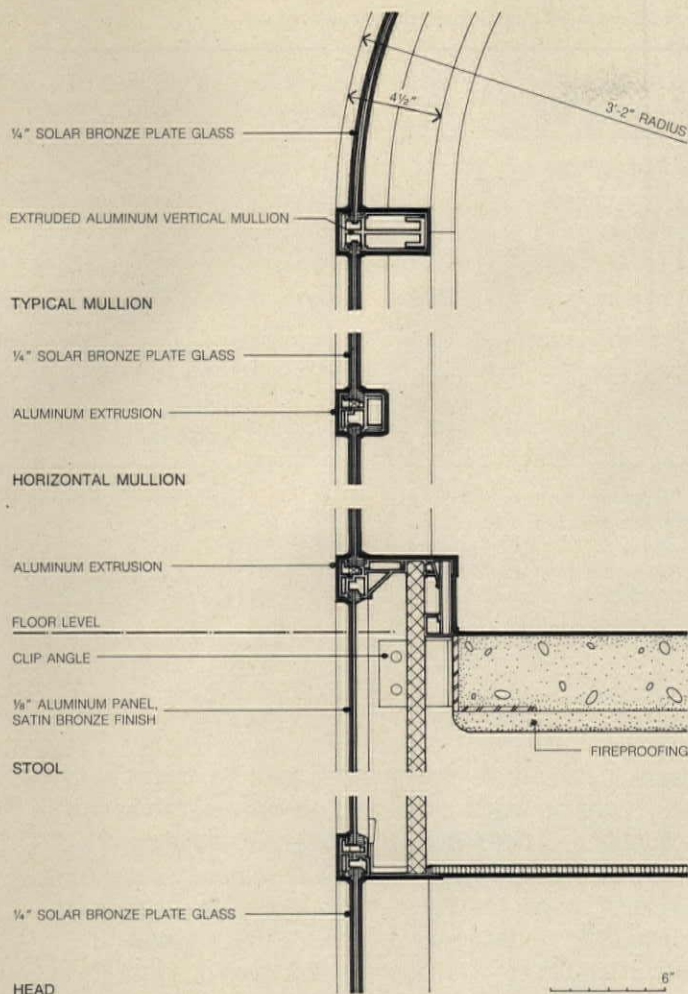 4½"
3'-2" RADIUS
¼" SOLAR BRONZE PLATE GLASS
EXTRUDED ALUMINUM VERTICAL MULLION
TYPICAL MULLION
¼" SOLAR BRONZE PLATE GLASS
ALUMINUM EXTRUSION
HORIZONTAL MULLION
ALUMINUM EXTRUSION
FLOOR LEVEL
CLIP ANGLE
⅛" ALUMINUM PANEL,
SATIN BRONZE FINISH
FIREPROOFING
STOOL
¼" SOLAR BRONZE PLATE GLASS
HEAD
6"